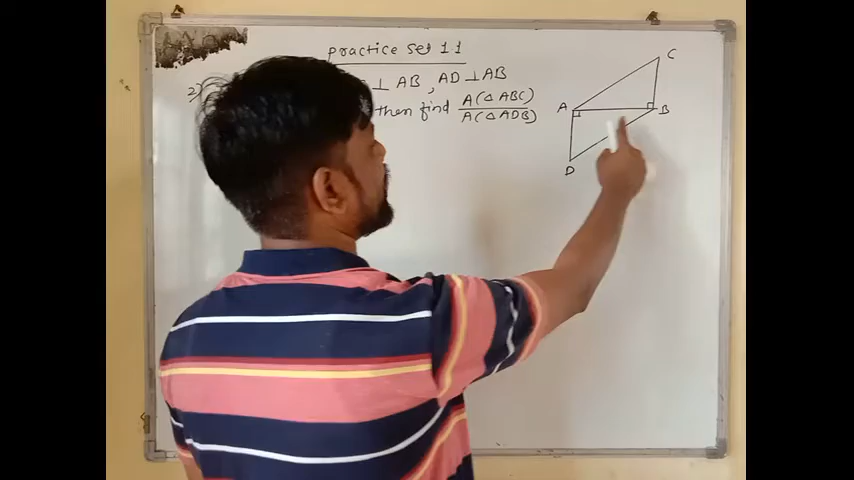 Practice Set 1.1
2)
⊥ AB, AD ⊥ AB
then find A(△ ABC)
A(△ ADB)
C
A
B
D